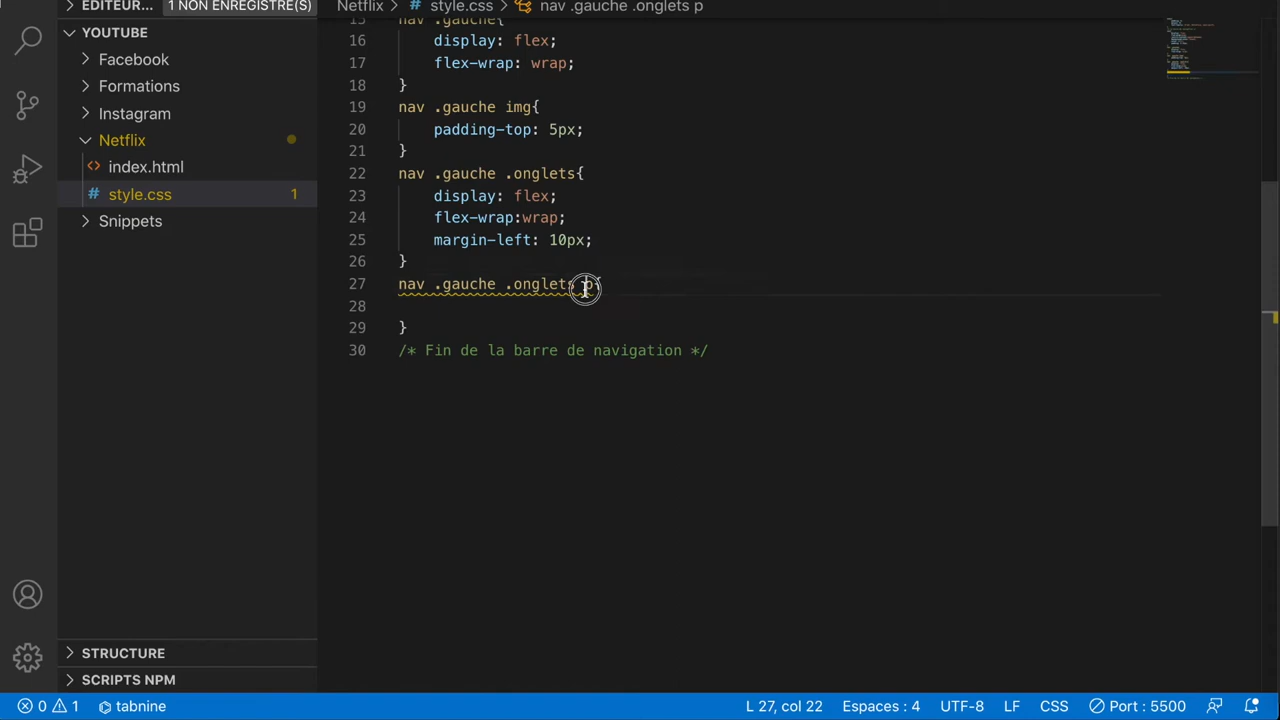 EDITEUR... 1 NON ENREGISTRÉ(S)
Netflix > # style.css > nav .gauche .onglets p
YOUTUBE
Facebook
Formations
Instagram
Netflix
<> index.html
# style.css 1
Snippets
STRUCTURE
SCRIPTS NPM
15 nav .gauche{
16 display: flex;
17 flex-wrap: wrap;
18 }
19 nav .gauche img{
20 padding-top: 5px;
21 }
22 nav .gauche .onglets{
23 display: flex;
24 flex-wrap:wrap;
25 margin-left: 10px;
26 }
27 nav .gauche .onglets p{
28
29 }
30 /* Fin de la barre de navigation */
0 1 tabnine L 27, col 22 Espaces : 4 UTF-8 LF CSS Port : 5500